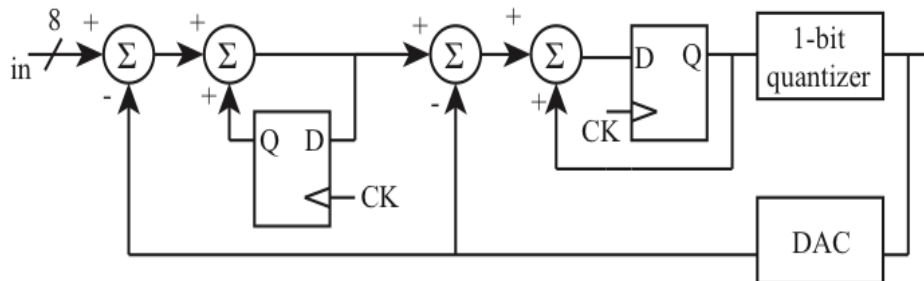 8
in
+
-
Σ
+
+
Σ
Q D
CK
+
-
Σ
+
+
Σ
D Q
CK
1-bit
quantizer
DAC